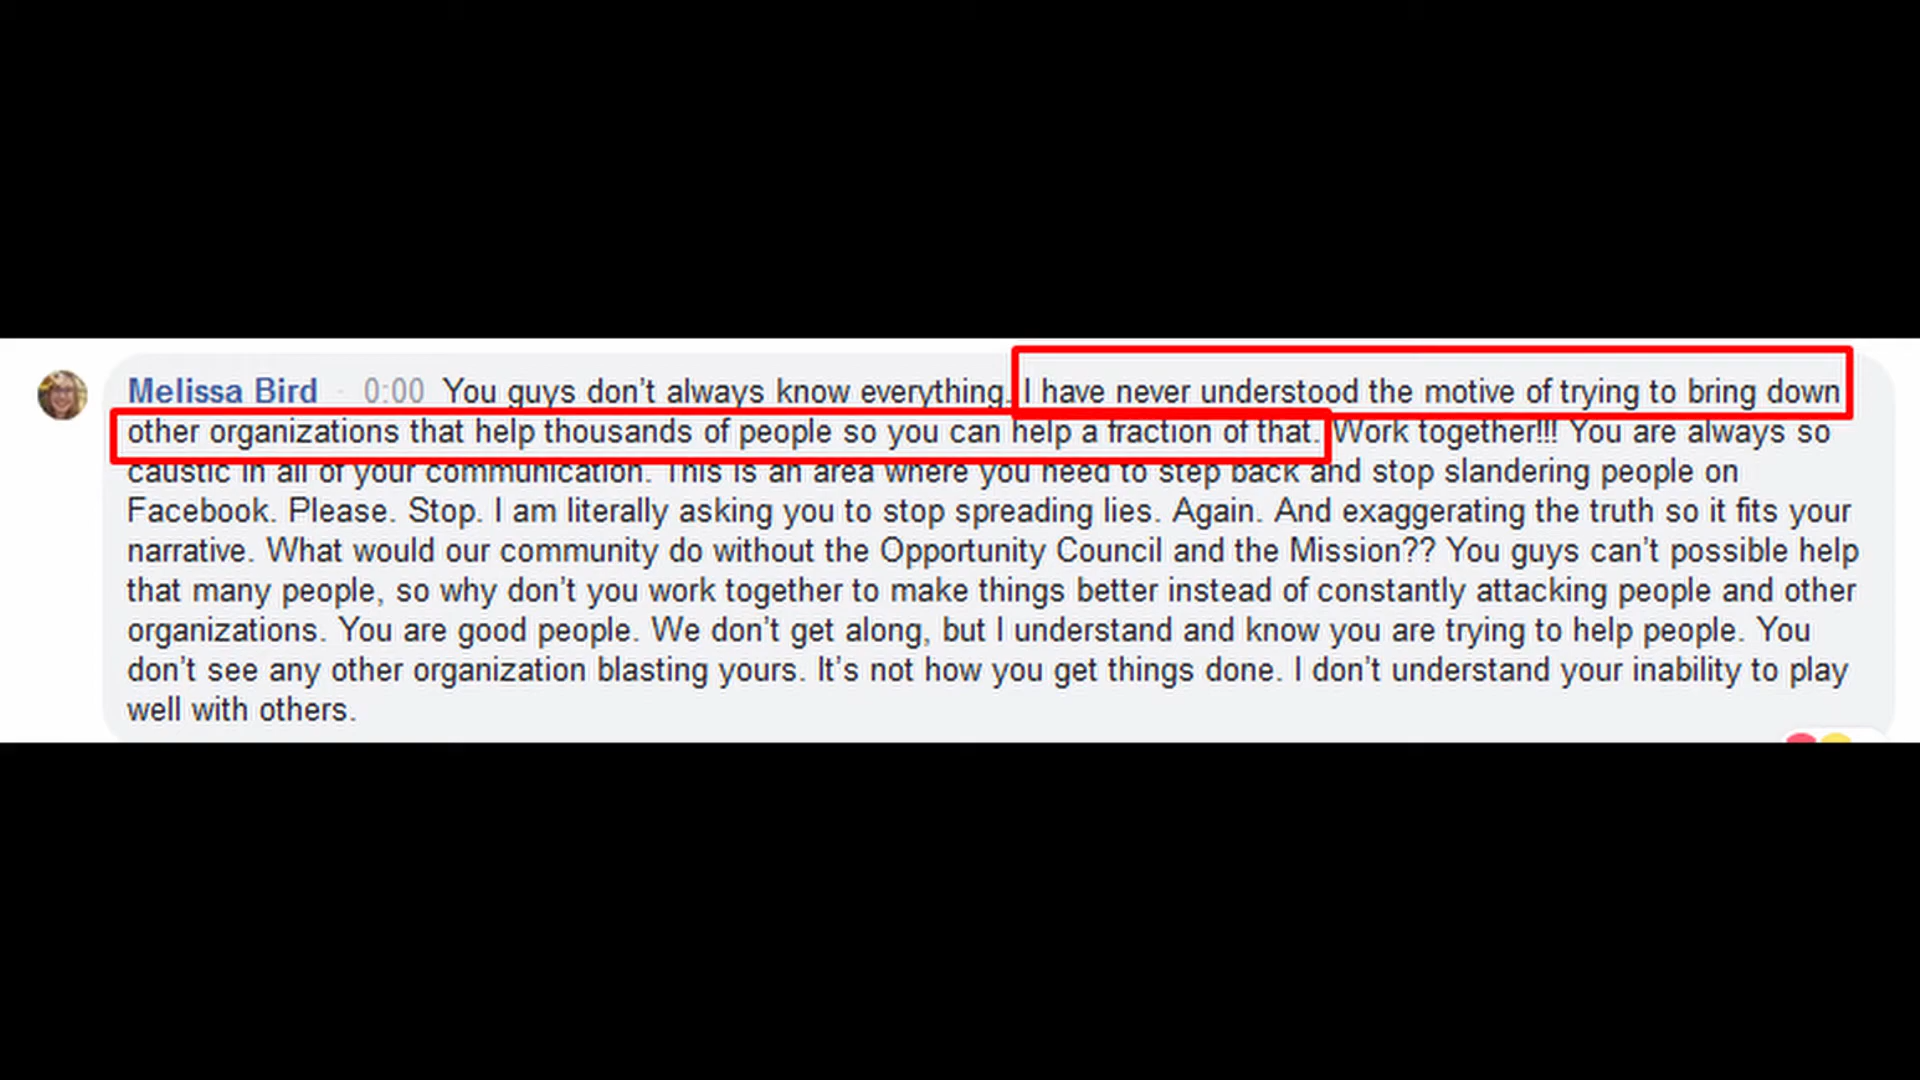 Melissa Bird · 0:00 You guys don't always know everything. I have never understood the motive of trying to bring down
other organizations that help thousands of people so you can help a fraction of that. Work together!!! You are always so
caustic in all of your communication. This is an area where you need to step back and stop slandering people on
Facebook. Please. Stop. I am literally asking you to stop spreading lies. Again. And exaggerating the truth so it fits your
narrative. What would our community do without the Opportunity Council and the Mission?? You guys can't possible help
that many people, so why don't you work together to make things better instead of constantly attacking people and other
organizations. You are good people. We don't get along, but I understand and know you are trying to help people. You
don't see any other organization blasting yours. It's not how you get things done. I don't understand your inability to play
well with others.